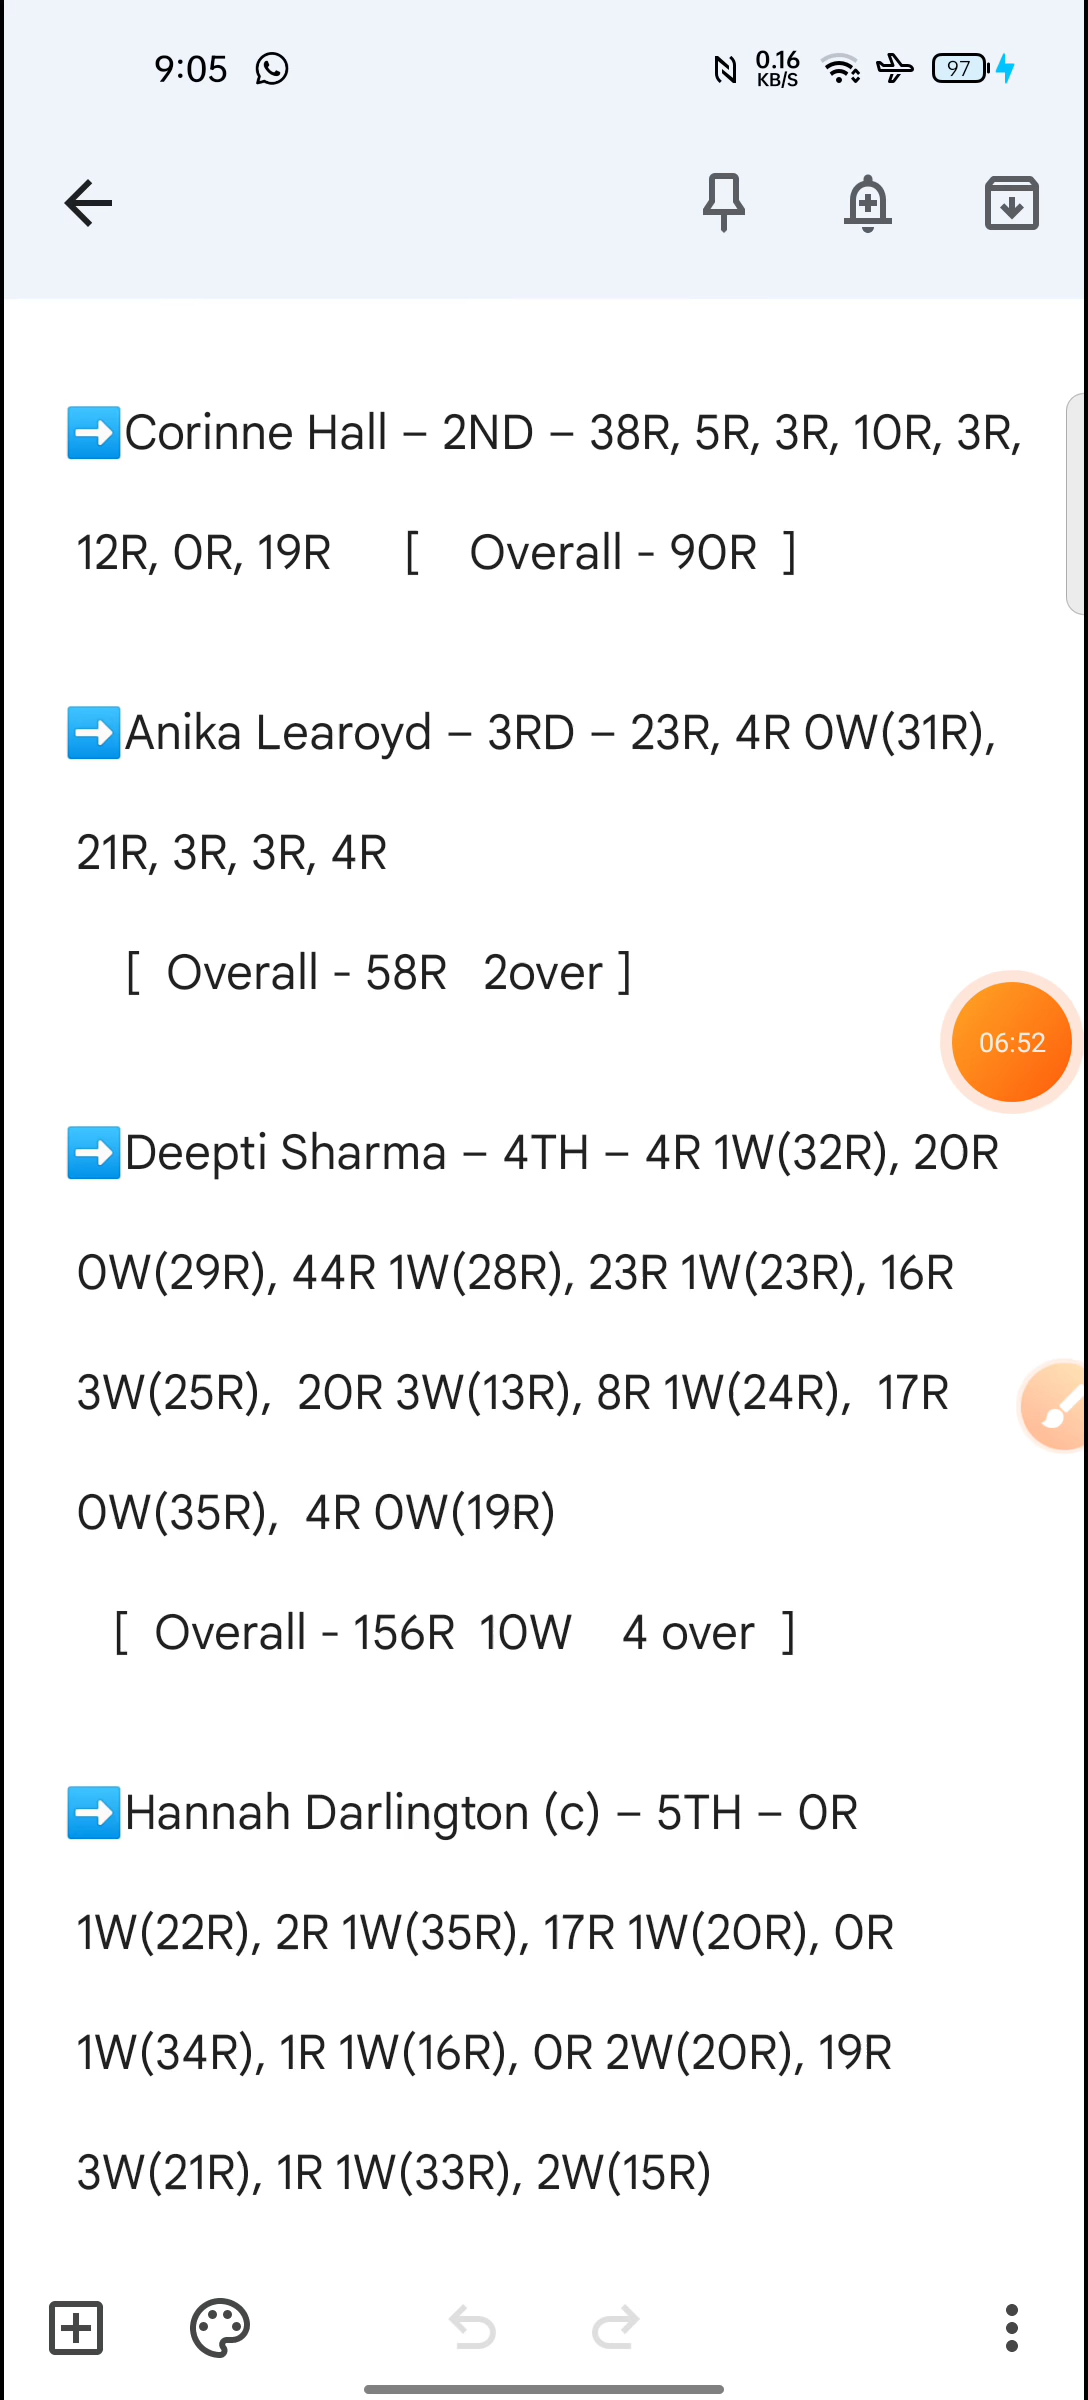 9:05
0.16
KB/S
97
➡️Corinne Hall – 2ND – 38R, 5R, 3R, 10R, 3R,
12R, 0R, 19R [ Overall - 90R ]
➡️Anika Learoyd – 3RD – 23R, 4R 0W(31R),
21R, 3R, 3R, 4R
[ Overall - 58R 2over ]
06:52
➡️Deepti Sharma – 4TH – 4R 1W(32R), 20R
0W(29R), 44R 1W(28R), 23R 1W(23R), 16R
3W(25R), 20R 3W(13R), 8R 1W(24R), 17R
0W(35R), 4R 0W(19R)
[ Overall - 156R 10W 4 over ]
➡️Hannah Darlington (c) – 5TH – 0R
1W(22R), 2R 1W(35R), 17R 1W(20R), 0R
1W(34R), 1R 1W(16R), 0R 2W(20R), 19R
3W(21R), 1R 1W(33R), 2W(15R)